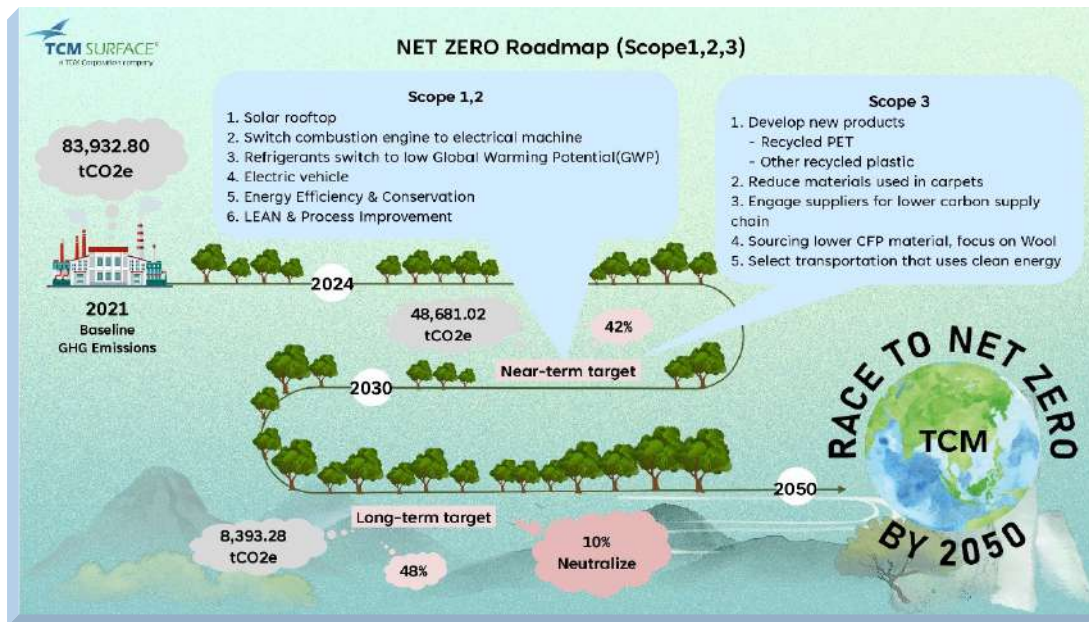 TCM SURFACE®
a TCM Corporation company
NET ZERO Roadmap (Scope1,2,3)
83,932.80
tCO2e
2021
Baseline
GHG Emissions
Scope 1,2
1. Solar rooftop
2. Switch combustion engine to electrical machine
3. Refrigerants switch to low Global Warming Potential(GWP)
4. Electric vehicle
5. Energy Efficiency & Conservation
6. LEAN & Process Improvement
Scope 3
1. Develop new products
- Recycled PET
- Other recycled plastic
2. Reduce materials used in carpets
3. Engage suppliers for lower carbon supply
chain
4. Sourcing lower CFP material, focus on Wool
5. Select transportation that uses clean energy
2024
48,681.02
tCO2e
42%
Near-term target
2030
2050
Long-term target
8,393.28
tCO2e
48%
10%
Neutralize
RACE TO NET ZERO
TCM
BY 2050